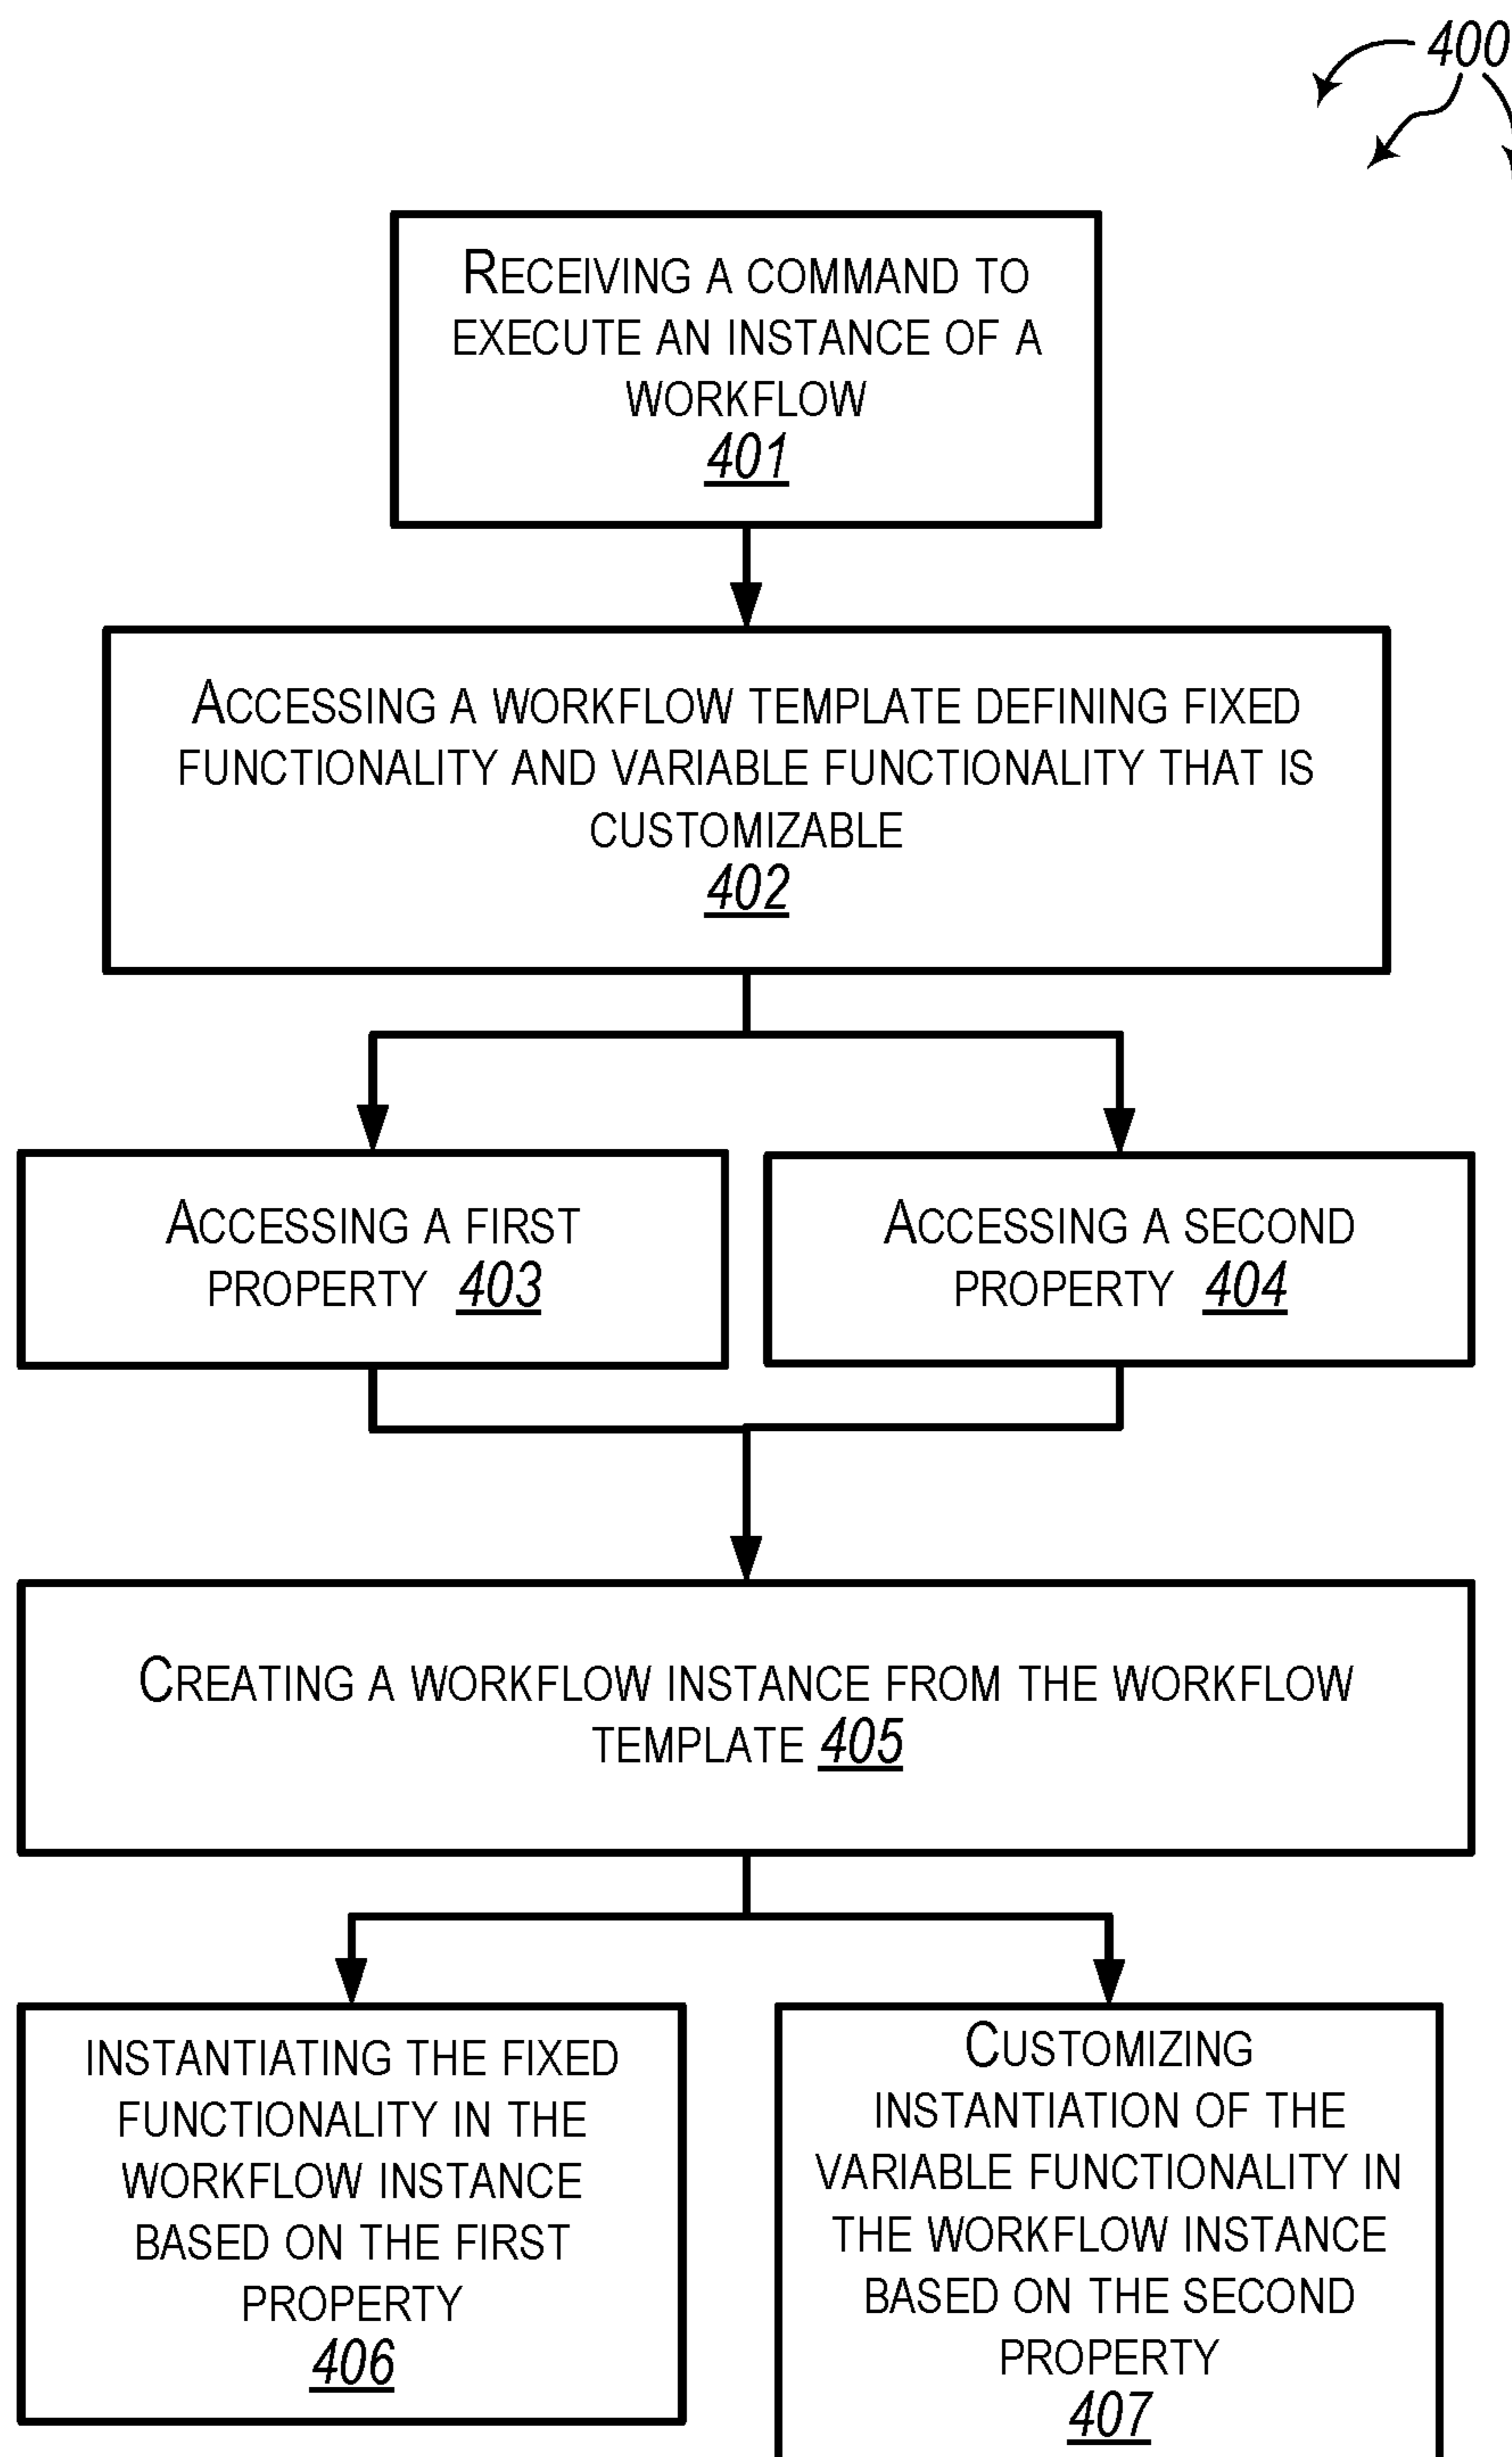 400
RECEIVING A COMMAND TO
EXECUTE AN INSTANCE OF A
WORKFLOW
401
ACCESSING A WORKFLOW TEMPLATE DEFINING FIXED
FUNCTIONALITY AND VARIABLE FUNCTIONALITY THAT IS
CUSTOMIZABLE
402
ACCESSING A FIRST
PROPERTY 403
ACCESSING A SECOND
PROPERTY 404
CREATING A WORKFLOW INSTANCE FROM THE WORKFLOW
TEMPLATE 405
INSTANTIATING THE FIXED
FUNCTIONALITY IN THE
WORKFLOW INSTANCE
BASED ON THE FIRST
PROPERTY
406
CUSTOMIZING
INSTANTIATION OF THE
VARIABLE FUNCTIONALITY IN
THE WORKFLOW INSTANCE
BASED ON THE SECOND
PROPERTY
407